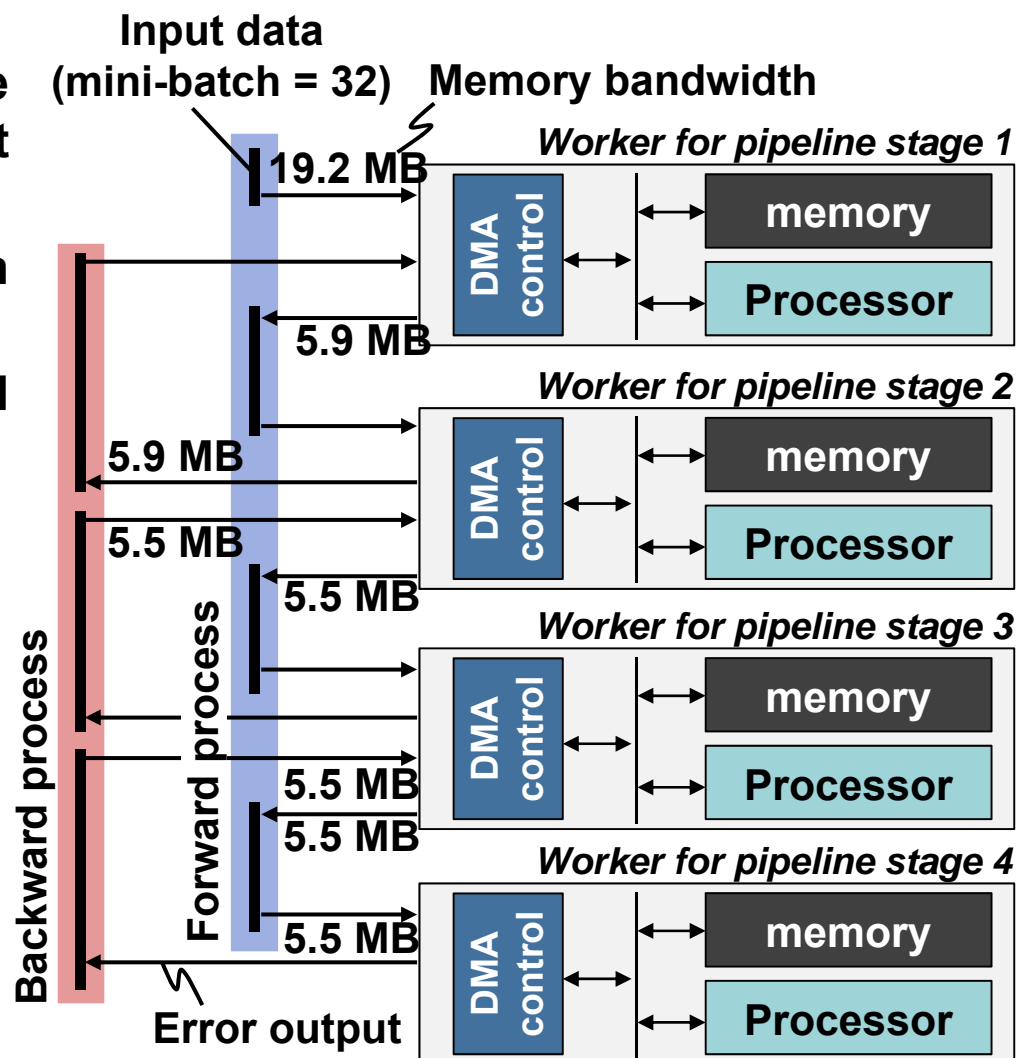 Input data
(mini-batch = 32)
Memory bandwidth
e
t
n
d
Worker for pipeline stage 1
19.2 MB
DMA
control
memory
Processor
5.9 MB
Worker for pipeline stage 2
DMA
control
memory
Processor
5.9 MB
5.5 MB
5.5 MB
Worker for pipeline stage 3
DMA
control
memory
Processor
5.5 MB
5.5 MB
Worker for pipeline stage 4
DMA
control
memory
Processor
5.5 MB
Backward process
Forward process
Error output